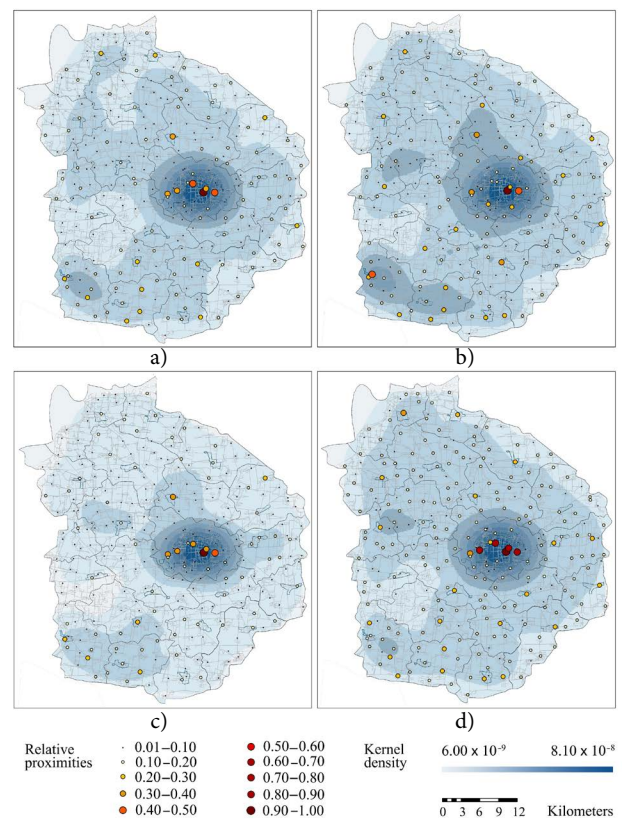 a)
b)
c)
d)
Relative proximities
0.01–0.10
0.10–0.20
0.20–0.30
0.30–0.40
0.40–0.50
0.50–0.60
0.60–0.70
0.70–0.80
0.80–0.90
0.90–1.00
Kernel density
6.00 x 10⁻⁹ 8.10 x 10⁻⁸
0 3 6 9 12 Kilometers